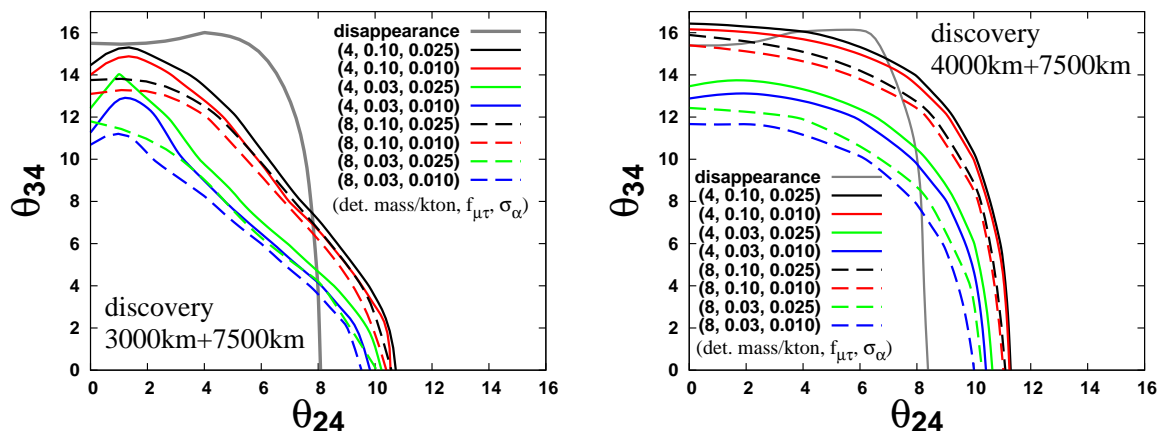 16
14
12
10
8
6
4
2
0
θ34
disappearance
(4, 0.10, 0.025)
(4, 0.10, 0.010)
(4, 0.03, 0.025)
(4, 0.03, 0.010)
(8, 0.10, 0.025)
(8, 0.10, 0.010)
(8, 0.03, 0.025)
(8, 0.03, 0.010)
(det. mass/kton, fμτ, σα)
discovery
3000km+7500km
0 2 4 6 8 10 12 14 16
θ24
16
14
12
10
8
6
4
2
0
θ34
discovery
4000km+7500km
disappearance
(4, 0.10, 0.025)
(4, 0.10, 0.010)
(4, 0.03, 0.025)
(4, 0.03, 0.010)
(8, 0.10, 0.025)
(8, 0.10, 0.010)
(8, 0.03, 0.025)
(8, 0.03, 0.010)
(det. mass/kton, fμτ, σα)
0 2 4 6 8 10 12 14 16
θ24